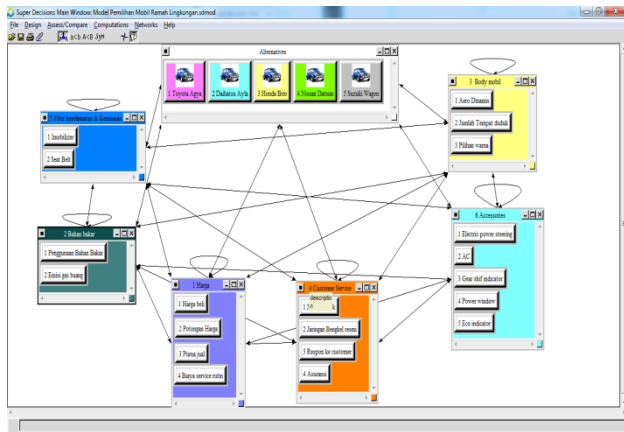 Super Decisions Main Window: Model Pemilihan Mobil Ramah Lingkungan.sdmod
File Design Assess/Compare Computations Networks Help
Alternatives
1 Toyota Agya 2 Daihatsu Ayla 3 Honda Brio 4 Nissan Datsun 5 Suzuki Wagon
3 Body mobil
1 Aero Dinamis
2 Jumlah Tempat duduk
3 Pilihan warna
5 Fitur keselamatan & Keamanan
1 Imobilizer
2 Seat Belt
2 Bahan bakar
1 Penggunaan Bahan Bakar
2 Emisi gas buang
6 Accessories
1 Electric power steering
2 AC
3 Gear shif indicator
4 Power window
5 Eco indicator
1 Harga
1 Harga beli
2 Potongan Harga
3 Purna jual
4 Biaya service rutin
4 Customer Service
descriptio
2 Jaringan Bengkel resmi
3 Respon ke customer
4 Asuransi